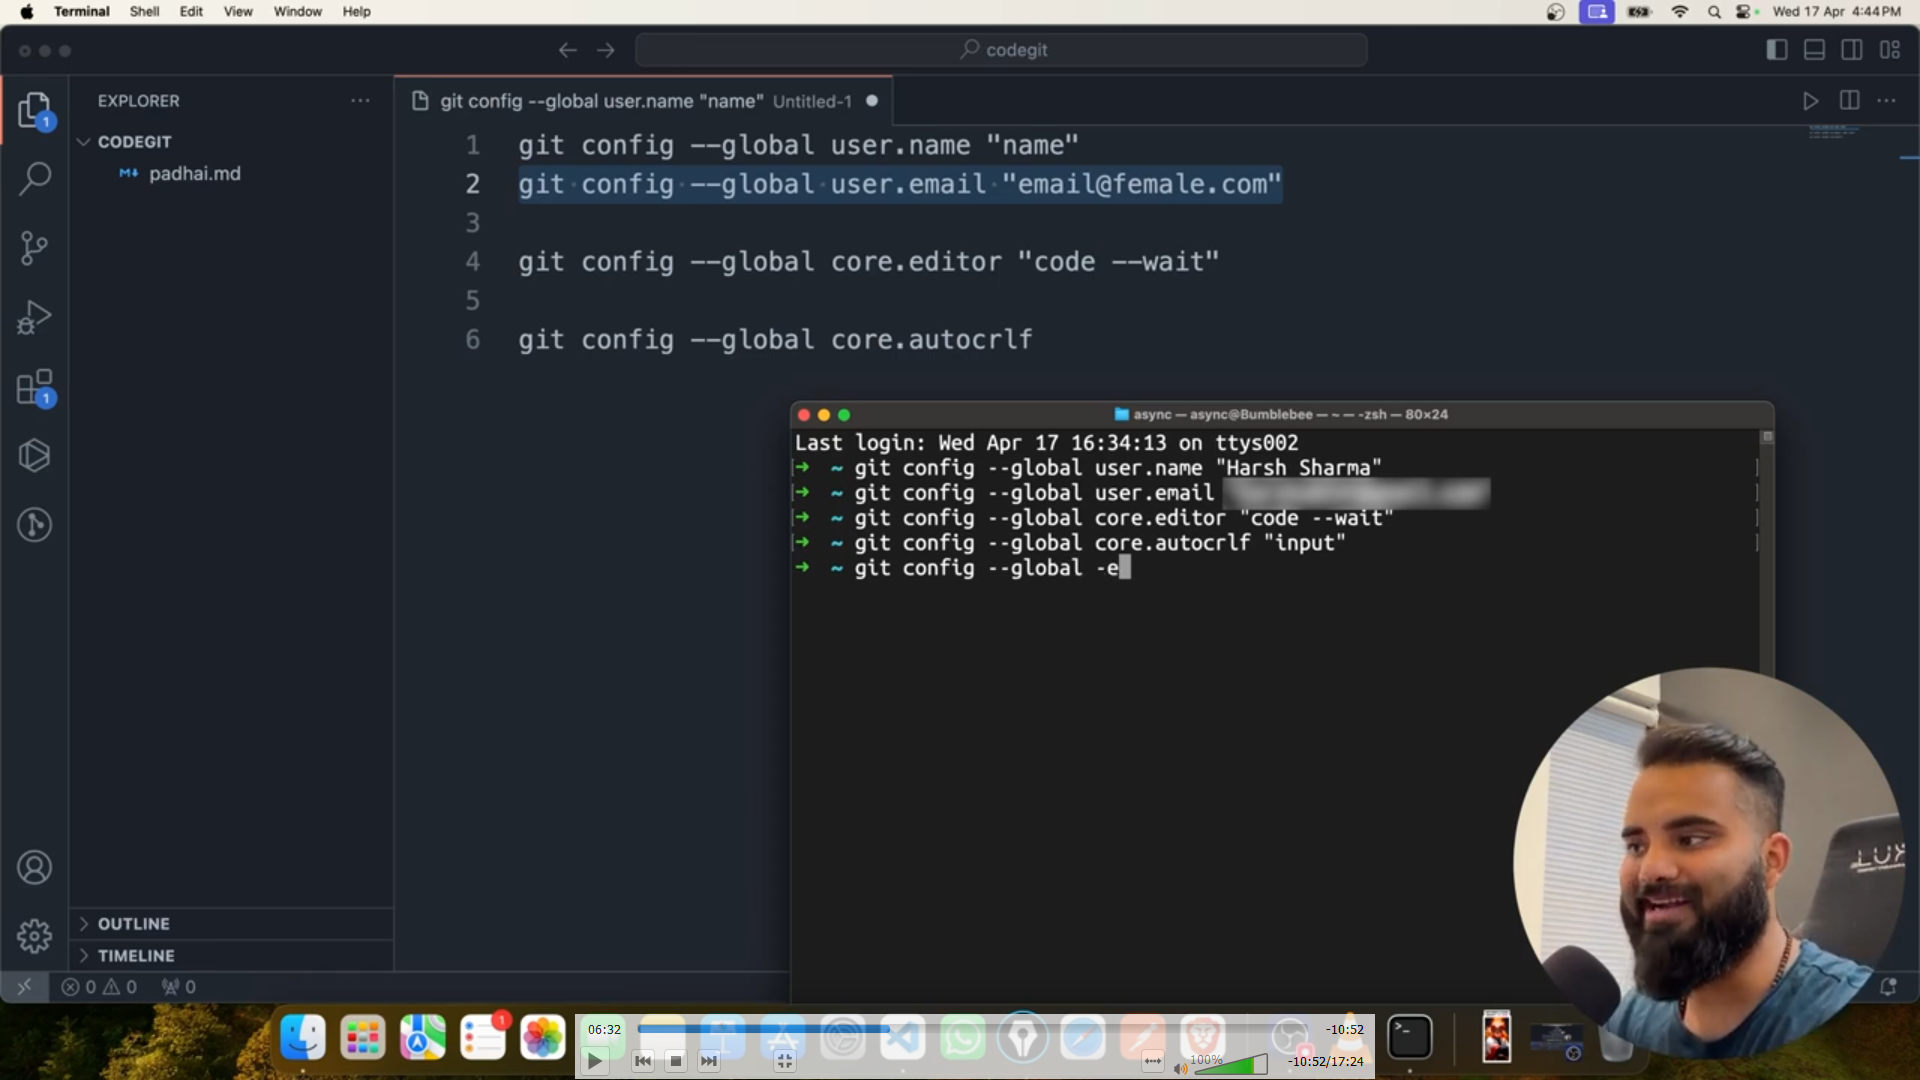 Terminal Shell Edit View Window Help
Wed 17 Apr 4:44 PM
codegit
EXPLORER
1
CODEGIT
padhai.md
1
OUTLINE
TIMELINE
0 0 0
git config --global user.name "name" Untitled-1
1 git config --global user.name "name"
2 git config --global user.email "email@female.com"
3
4 git config --global core.editor "code --wait"
5
6 git config --global core.autocrlf
async — async@Bumblebee — ~ — -zsh — 80×24
Last login: Wed Apr 17 16:34:13 on ttys002
➜ ~ git config --global user.name "Harsh Sharma"
➜ ~ git config --global user.email
➜ ~ git config --global core.editor "code --wait"
➜ ~ git config --global core.autocrlf "input"
➜ ~ git config --global -e
1
06:32
-10:52
100%
-10:52/17:24